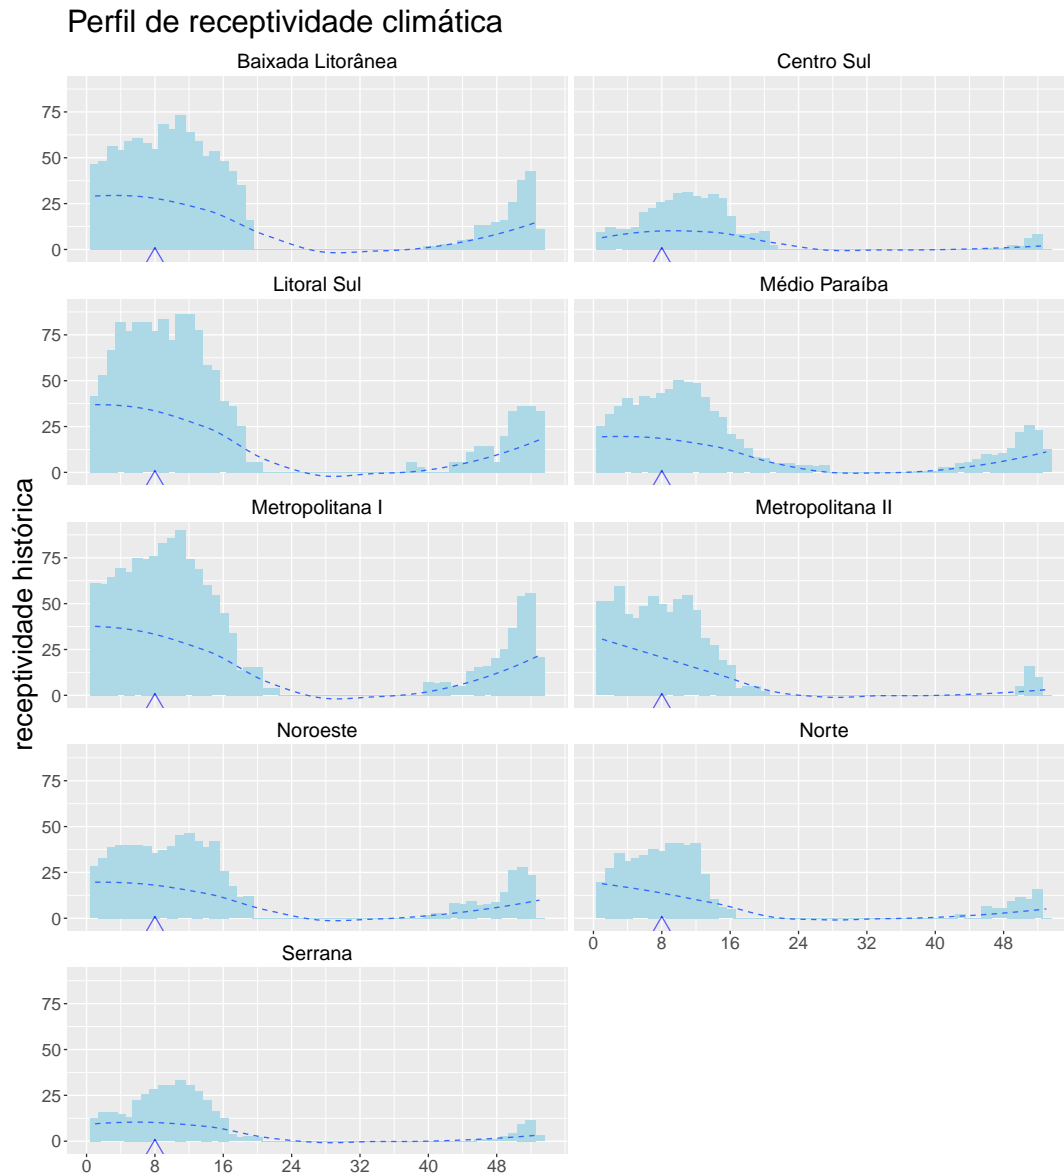 Perfil de receptividade climática
Baixada Litorânea
Centro Sul
75
50
25
0
Litoral Sul
Médio Paraíba
75
50
25
0
Metropolitana I
Metropolitana II
75
50
25
0
receptividade histórica
Noroeste
Norte
75
50
25
0
0 8 16 24 32 40 48
Serrana
75
50
25
0
0 8 16 24 32 40 48